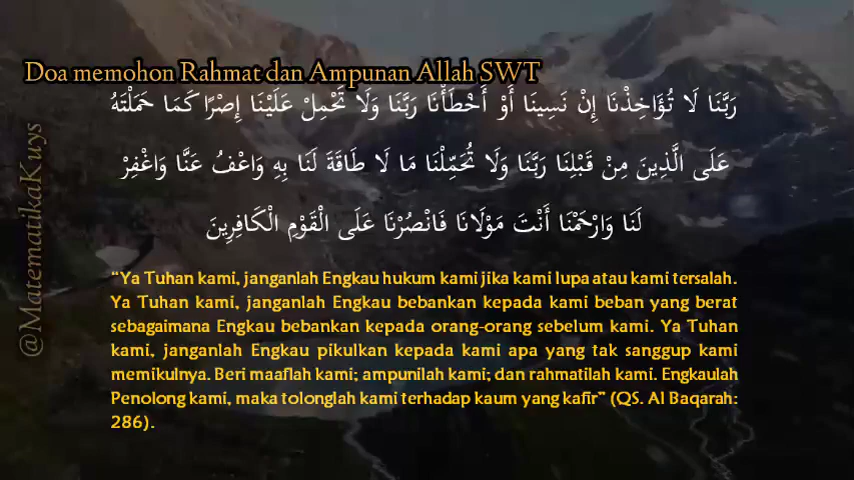 Doa memohon Rahmat dan Ampunan Allah SWT
رَبَّنَا لَا تُؤَاخِذْنَا إِنْ نَسِينَا أَوْ أَخْطَأْنَا رَبَّنَا وَلَا تَحْمِلْ عَلَيْنَا إِصْرًا كَمَا حَمَلْتَهُ
عَلَى الَّذِينَ مِنْ قَبْلِنَا رَبَّنَا وَلَا تُحَمِّلْنَا مَا لَا طَاقَةَ لَنَا بِهِ وَاعْفُ عَنَّا وَاغْفِرْ
لَنَا وَارْحَمْنَا أَنْتَ مَوْلَانَا فَانْصُرْنَا عَلَى الْقَوْمِ الْكَافِرِينَ
“Ya Tuhan kami, janganlah Engkau hukum kami jika kami lupa atau kami tersalah.
Ya Tuhan kami, janganlah Engkau bebankan kepada kami beban yang berat
sebagaimana Engkau bebankan kepada orang-orang sebelum kami. Ya Tuhan
kami, janganlah Engkau pikulkan kepada kami apa yang tak sanggup kami
memikulnya. Beri maaflah kami; ampunilah kami; dan rahmatilah kami. Engkaulah
Penolong kami, maka tolonglah kami terhadap kaum yang kafir” (QS. Al Baqarah:
286).
@MatematikaKuys